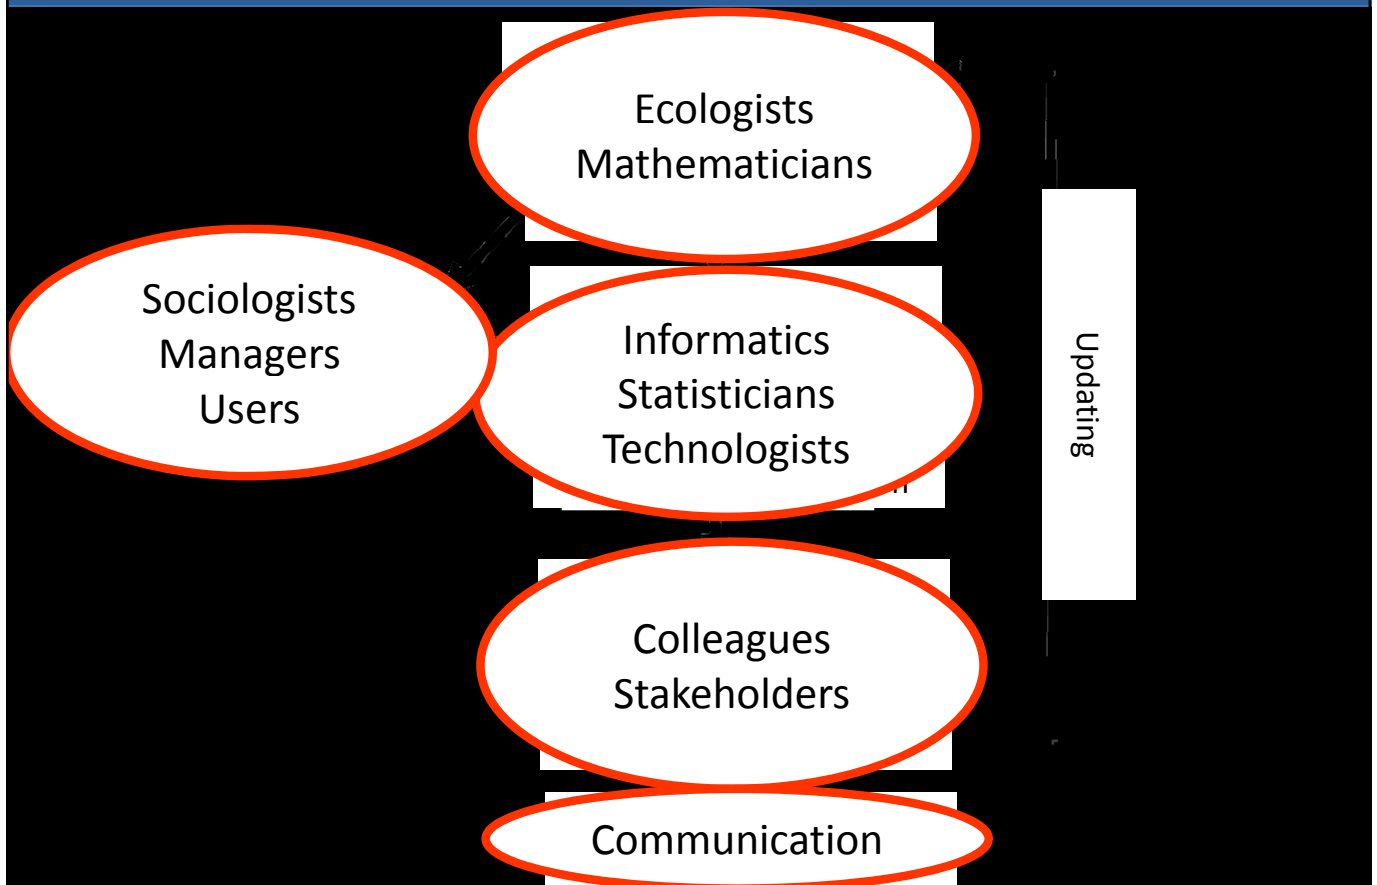 Ecologists
Mathematicians
Sociologists
Managers
Users
Informatics
Statisticians
Technologists
Updating
Colleagues
Stakeholders
Communication